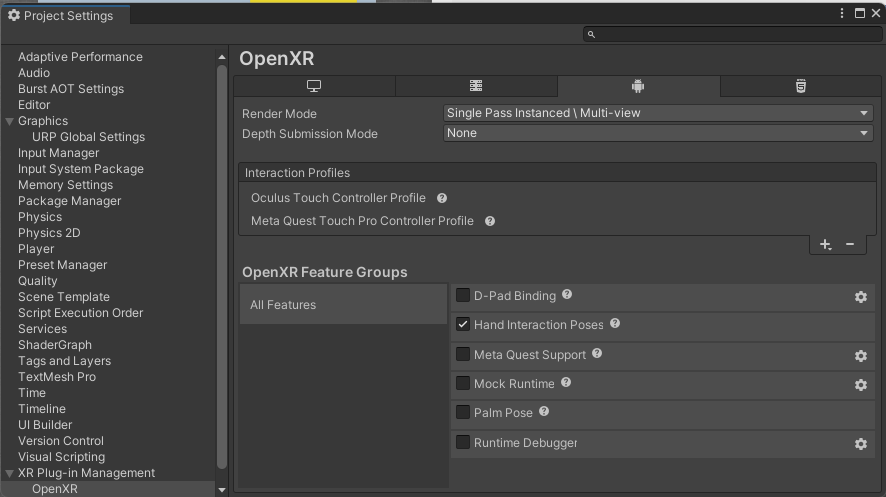 Project Settings
Adaptive Performance
Audio
Burst AOT Settings
Editor
Graphics
URP Global Settings
Input Manager
Input System Package
Memory Settings
Package Manager
Physics
Physics 2D
Player
Preset Manager
Quality
Scene Template
Script Execution Order
Services
ShaderGraph
Tags and Layers
TextMesh Pro
Time
Timeline
UI Builder
Version Control
Visual Scripting
XR Plug-in Management
OpenXR
OpenXR
Render Mode Single Pass Instanced \ Multi-view
Depth Submission Mode None
Interaction Profiles
Oculus Touch Controller Profile
Meta Quest Touch Pro Controller Profile
OpenXR Feature Groups
All Features
D-Pad Binding
Hand Interaction Poses
Meta Quest Support
Mock Runtime
Palm Pose
Runtime Debugger